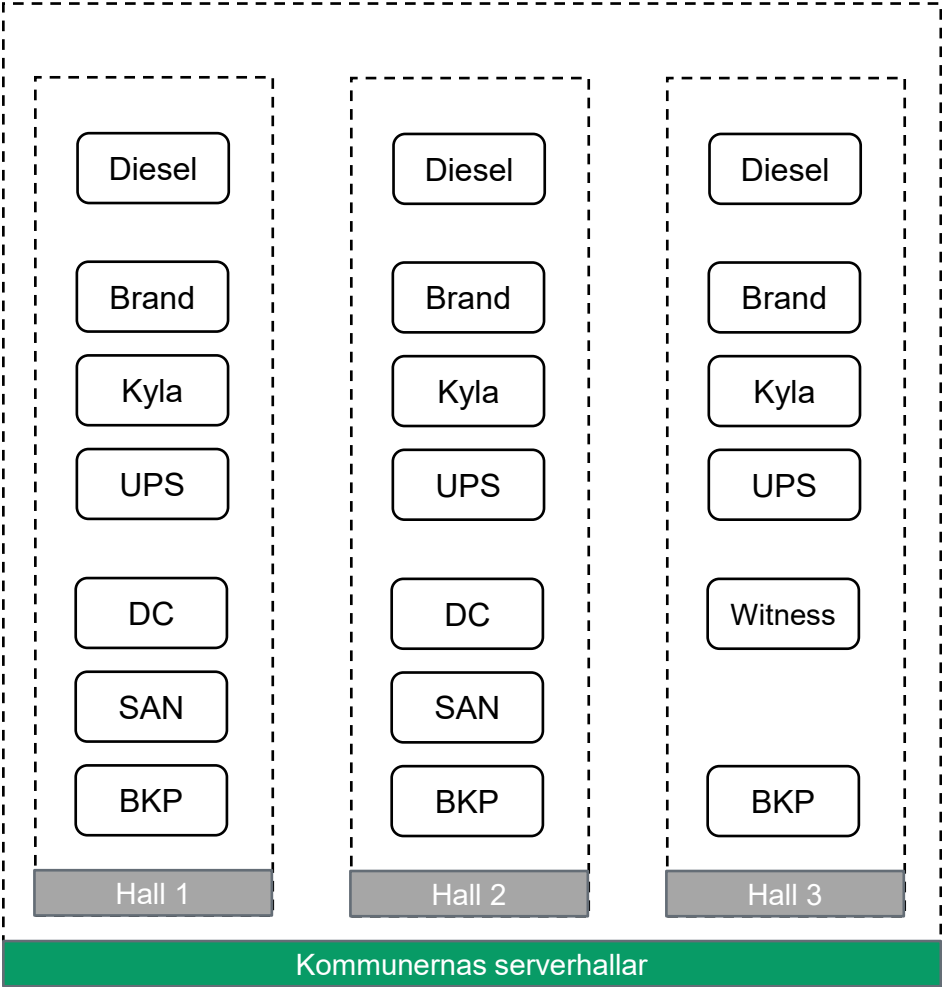 Diesel
Brand
Kyla
UPS
DC
SAN
BKP
Hall 1
Diesel
Brand
Kyla
UPS
DC
SAN
BKP
Hall 2
Diesel
Brand
Kyla
UPS
Witness
BKP
Hall 3
Kommunernas serverhallar